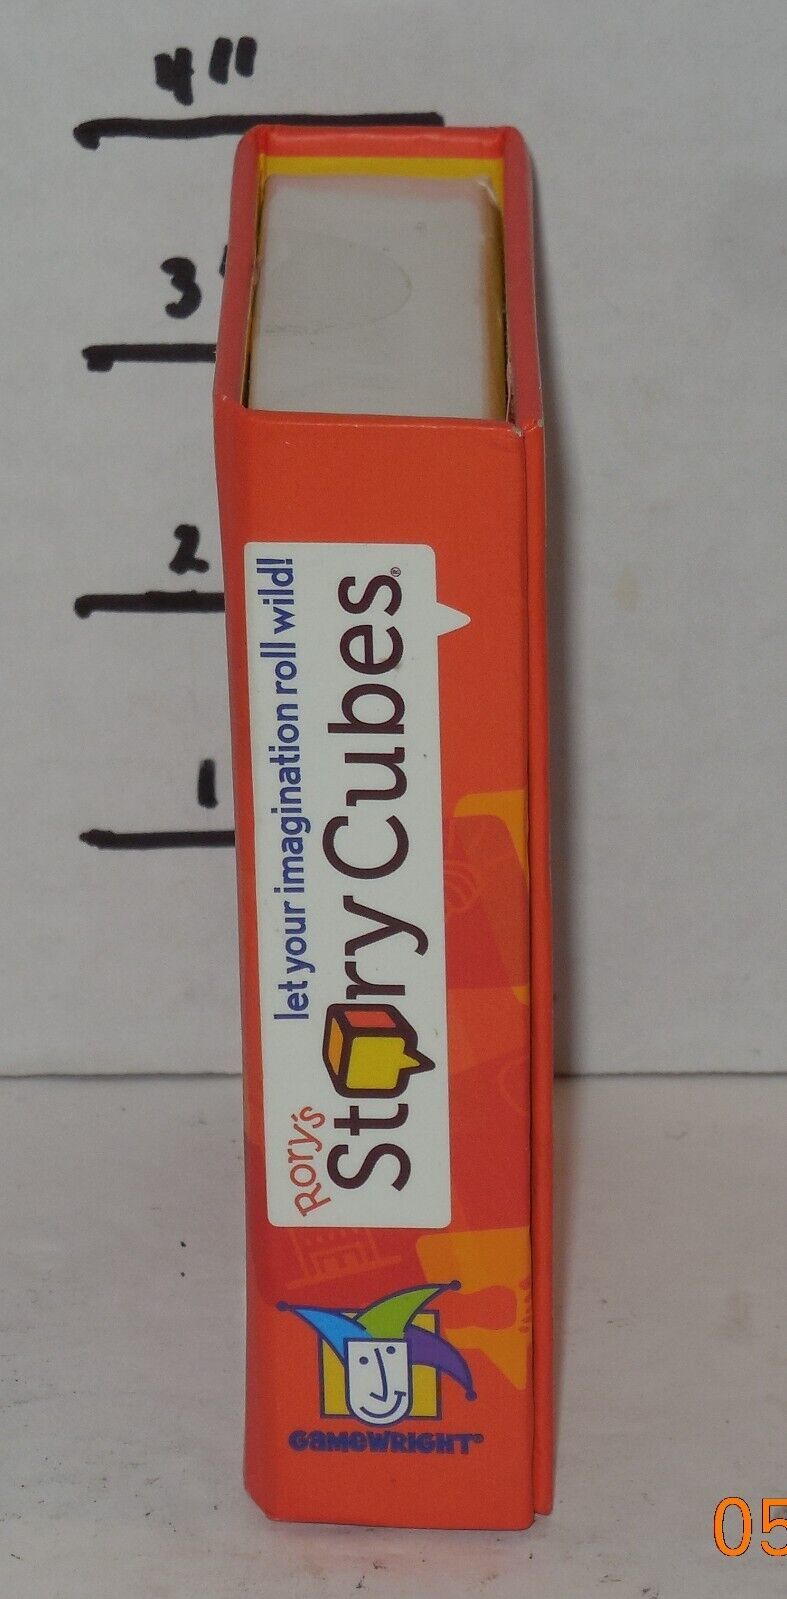 4"
3
2
1
let your imagination roll wild!
Rory's
Story Cubes®
GAMEWRIGHT®
05